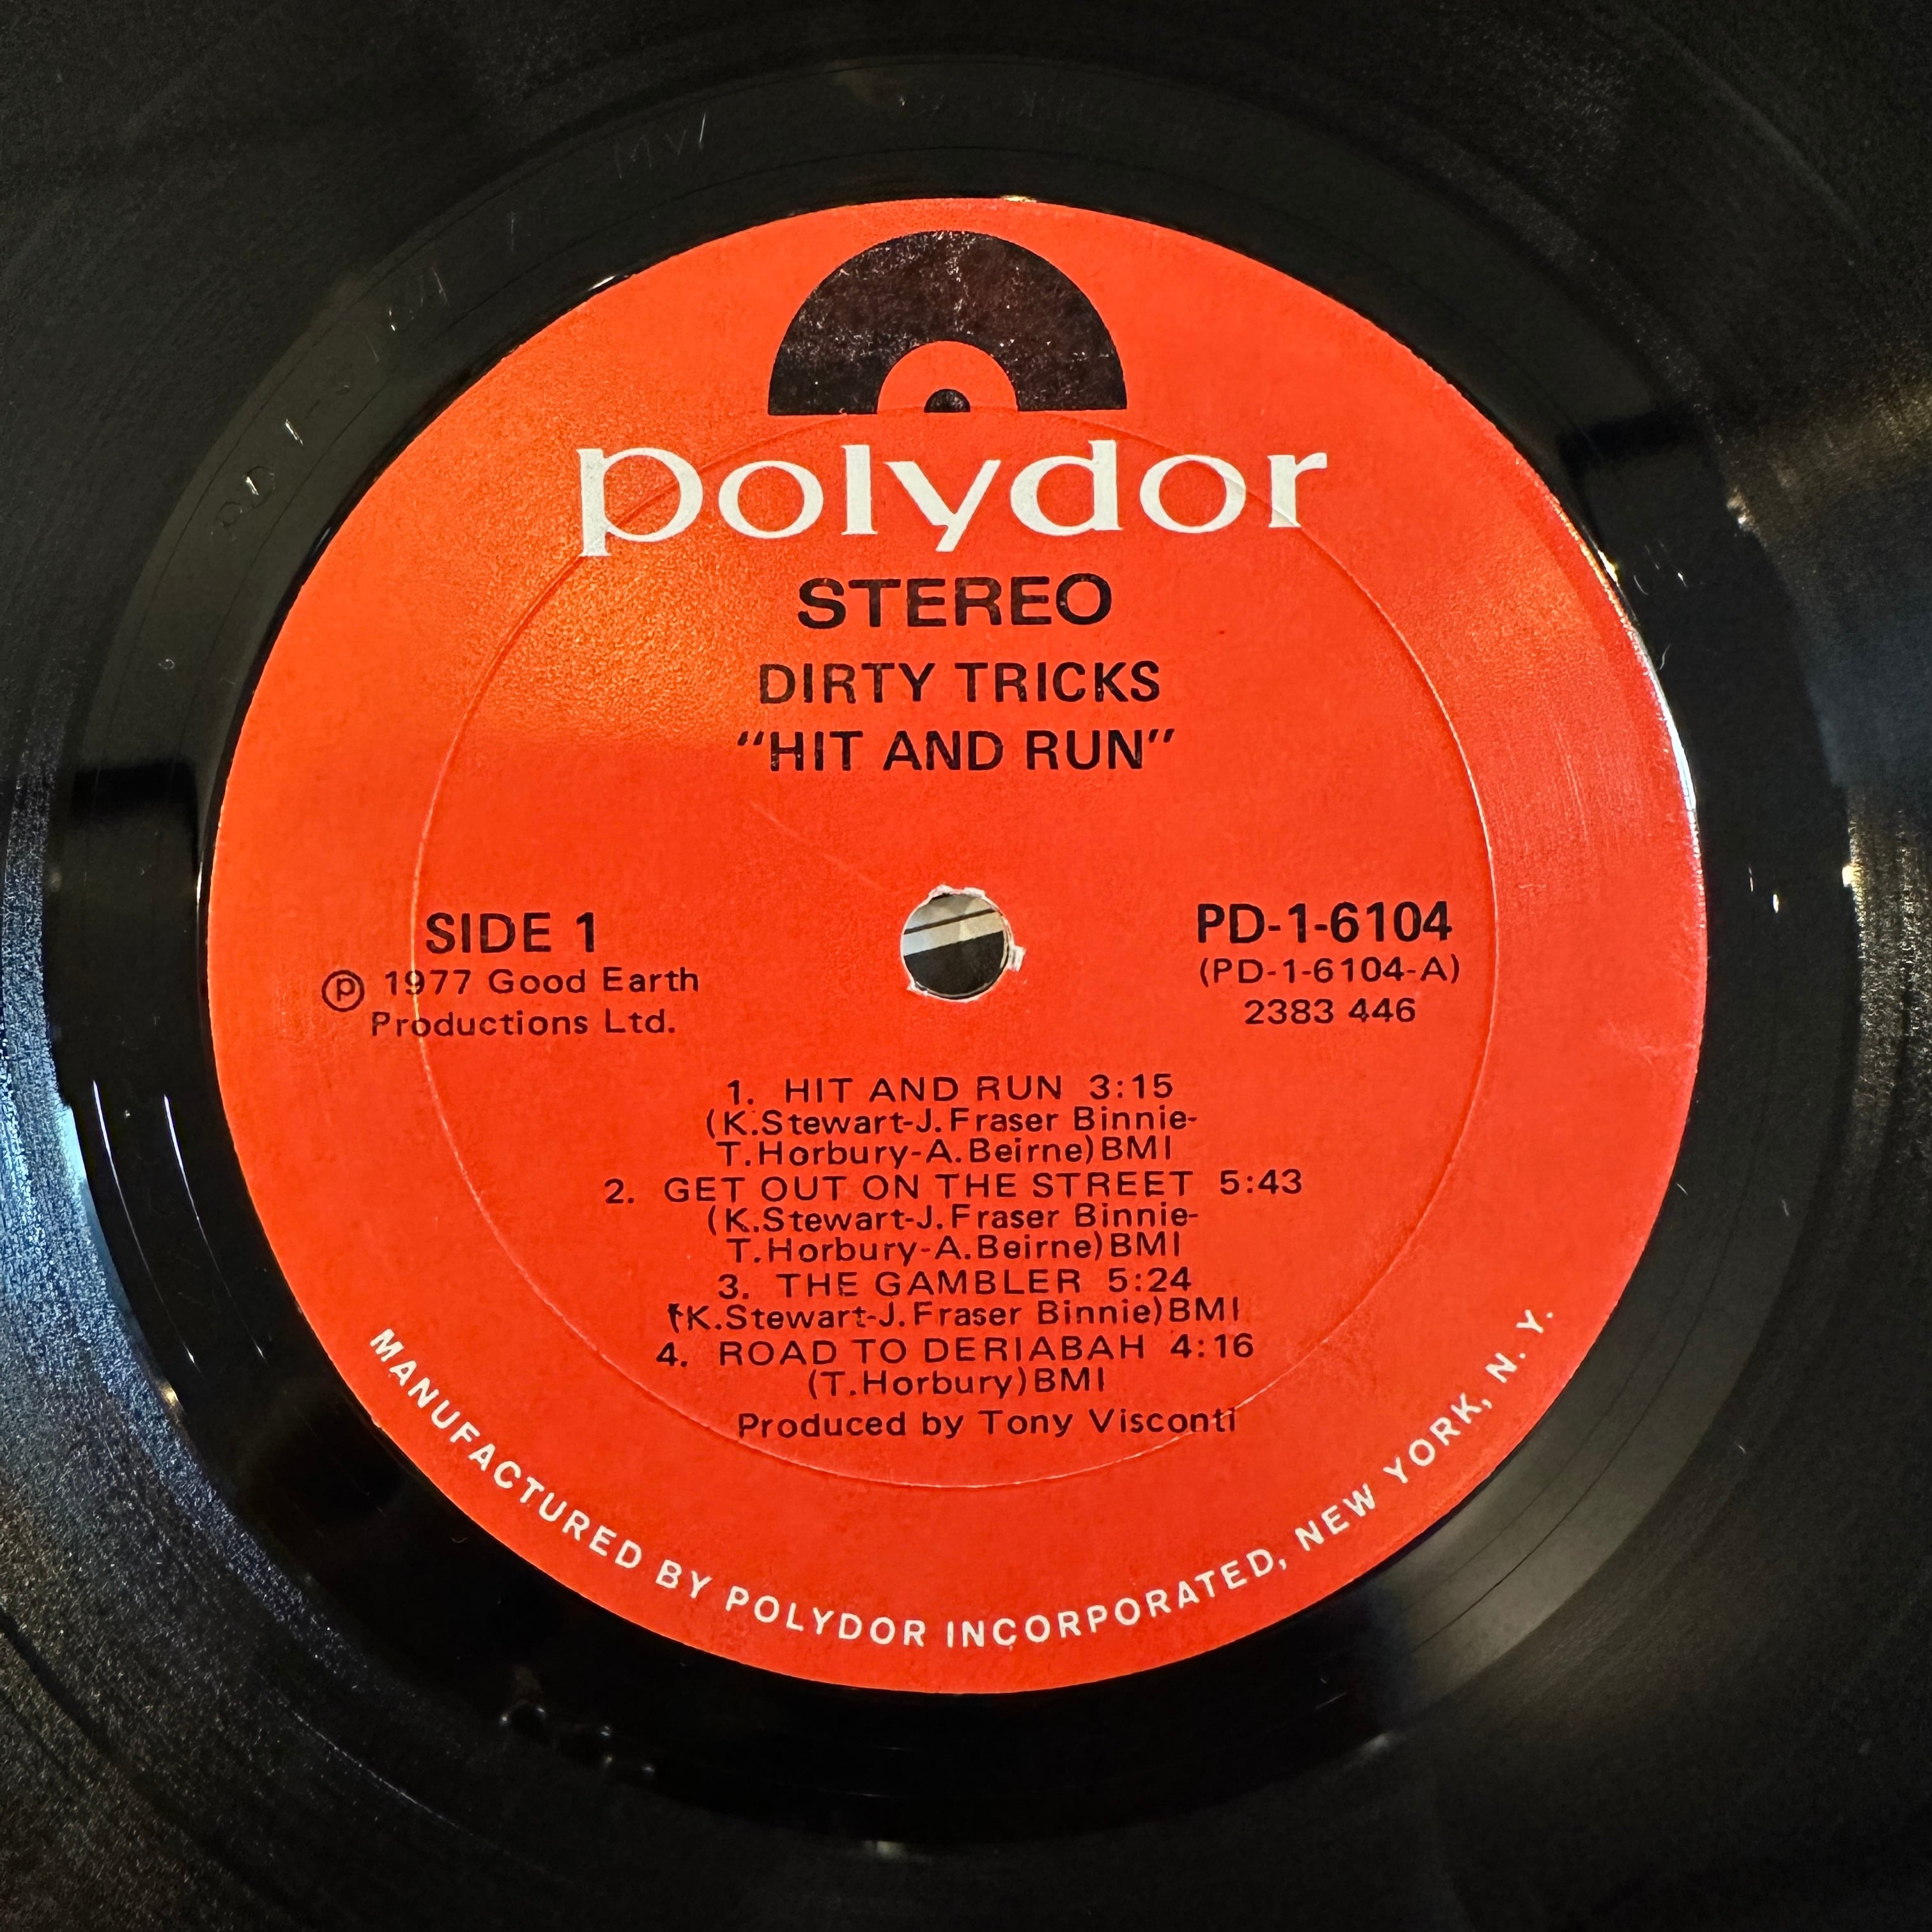 polydor
STEREO
DIRTY TRICKS
"HIT AND RUN"
SIDE 1
℗ 1977 Good Earth
Productions Ltd.
PD-1-6104
(PD-1-6104-A)
2383 446
1. HIT AND RUN 3:15
(K.Stewart-J.Fraser Binnie-
T.Horbury-A.Beirne)BMI
2. GET OUT ON THE STREET 5:43
(K.Stewart-J.Fraser Binnie-
T.Horbury-A.Beirne)BMI
3. THE GAMBLER 5:24
(K.Stewart-J.Fraser Binnie)BMI
4. ROAD TO DERIABAH 4:16
(T.Horbury)BMI
Produced by Tony Visconti
MANUFACTURED BY POLYDOR INCORPORATED, NEW YORK, N.Y.